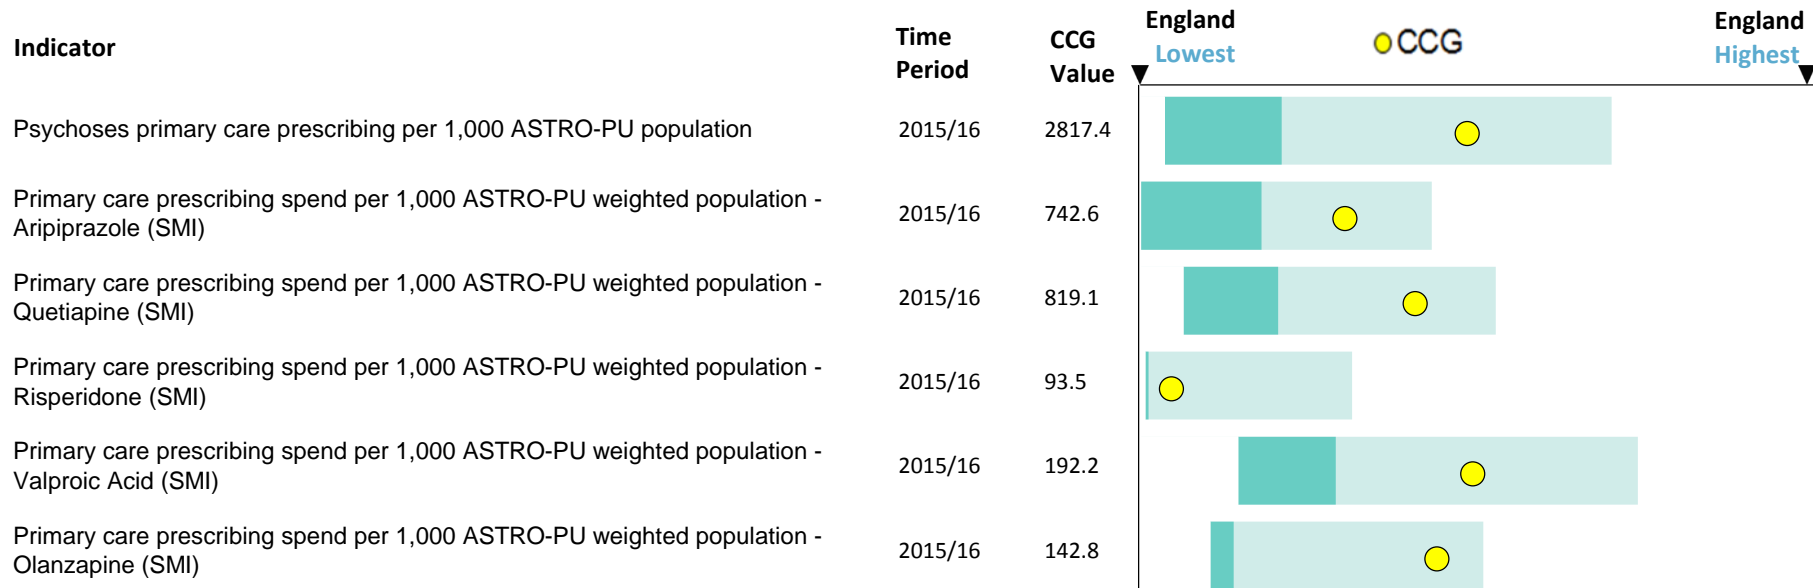 Indicator
Time
Period
CCG
Value
England
Lowest
CCG
England
Highest
Psychoses primary care prescribing per 1,000 ASTRO-PU population
2015/16
2817.4
Primary care prescribing spend per 1,000 ASTRO-PU weighted population -
Aripiprazole (SMI)
2015/16
742.6
Primary care prescribing spend per 1,000 ASTRO-PU weighted population -
Quetiapine (SMI)
2015/16
819.1
Primary care prescribing spend per 1,000 ASTRO-PU weighted population -
Risperidone (SMI)
2015/16
93.5
Primary care prescribing spend per 1,000 ASTRO-PU weighted population -
Valproic Acid (SMI)
2015/16
192.2
Primary care prescribing spend per 1,000 ASTRO-PU weighted population -
Olanzapine (SMI)
2015/16
142.8